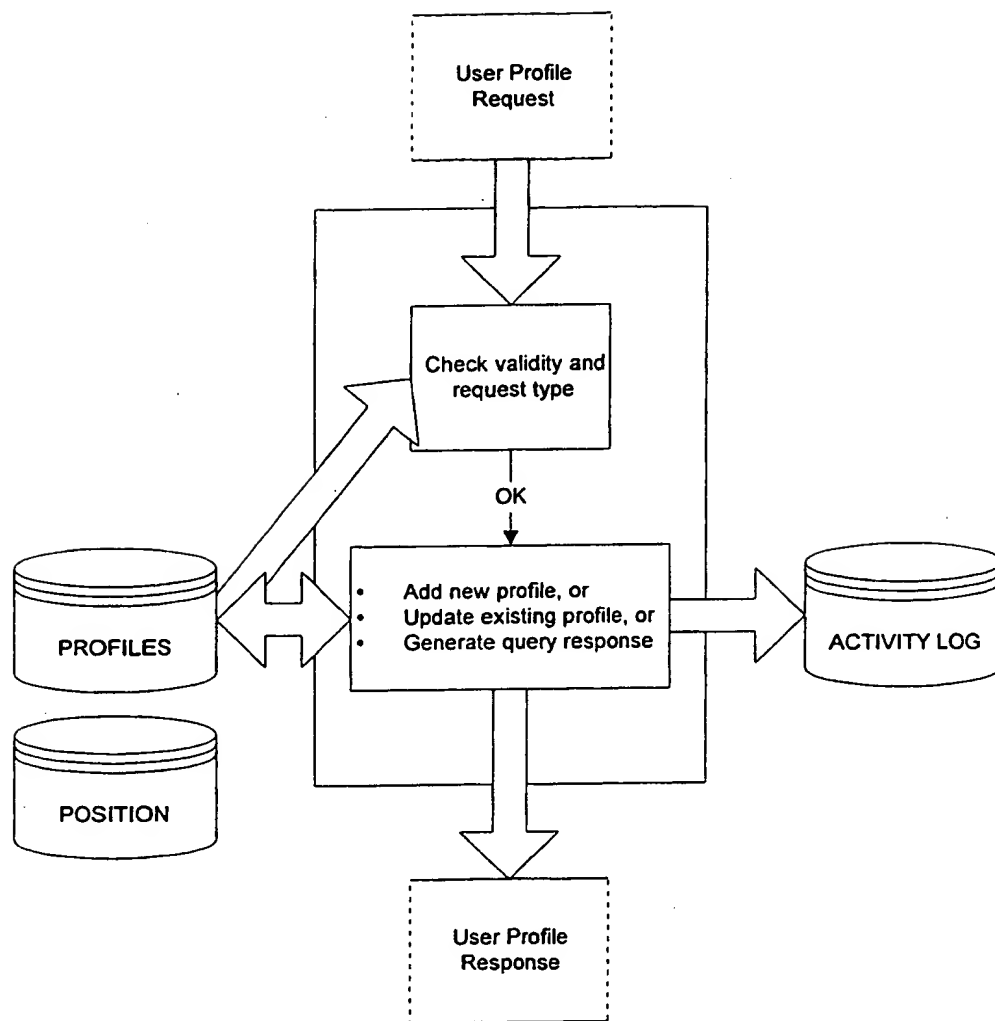 User Profile
Request
Check validity and
request type
OK
PROFILES
• Add new profile, or
• Update existing profile, or
• Generate query response
ACTIVITY LOG
POSITION
User Profile
Response